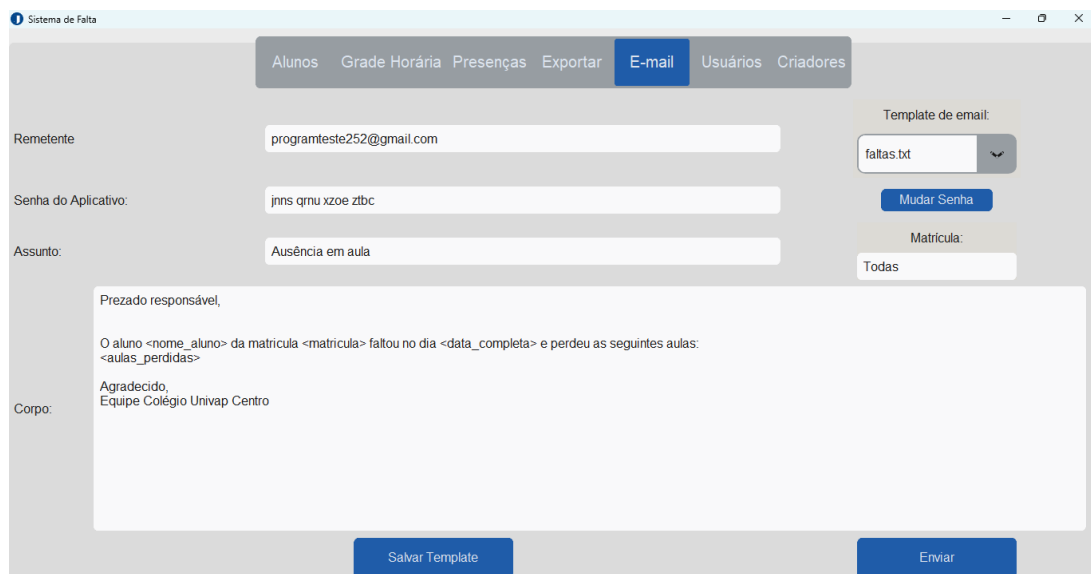 Sistema de Falta
Alunos Grade Horária Presenças Exportar E-mail Usuários Criadores
Template de email:
Remetente programteste252@gmail.com
faltas.txt
Senha do Aplicativo: jnns qrnu xzoe ztbc Mudar Senha
Matrícula:
Assunto: Ausência em aula
Todas
Prezado responsável,
O aluno <nome_aluno> da matricula <matricula> faltou no dia <data_completa> e perdeu as seguintes aulas:
<aulas_perdidas>
Agradecido,
Equipe Colégio Univap Centro
Corpo:
Salvar Template Enviar